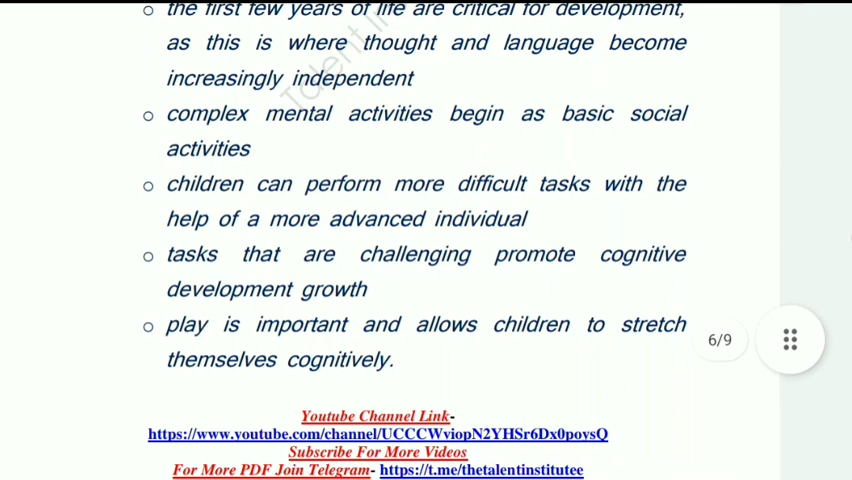 o the first few years of life are critical for development,
as this is where thought and language become
increasingly independent
o complex mental activities begin as basic social
activities
o children can perform more difficult tasks with the
help of a more advanced individual
o tasks that are challenging promote cognitive
development growth
o play is important and allows children to stretch
themselves cognitively.
6/9
Youtube Channel Link-
https://www.youtube.com/channel/UCCCWviopN2YHSr6Dx0povsQ
Subscribe For More Videos
For More PDF Join Telegram- https://t.me/thetalentinstitutee